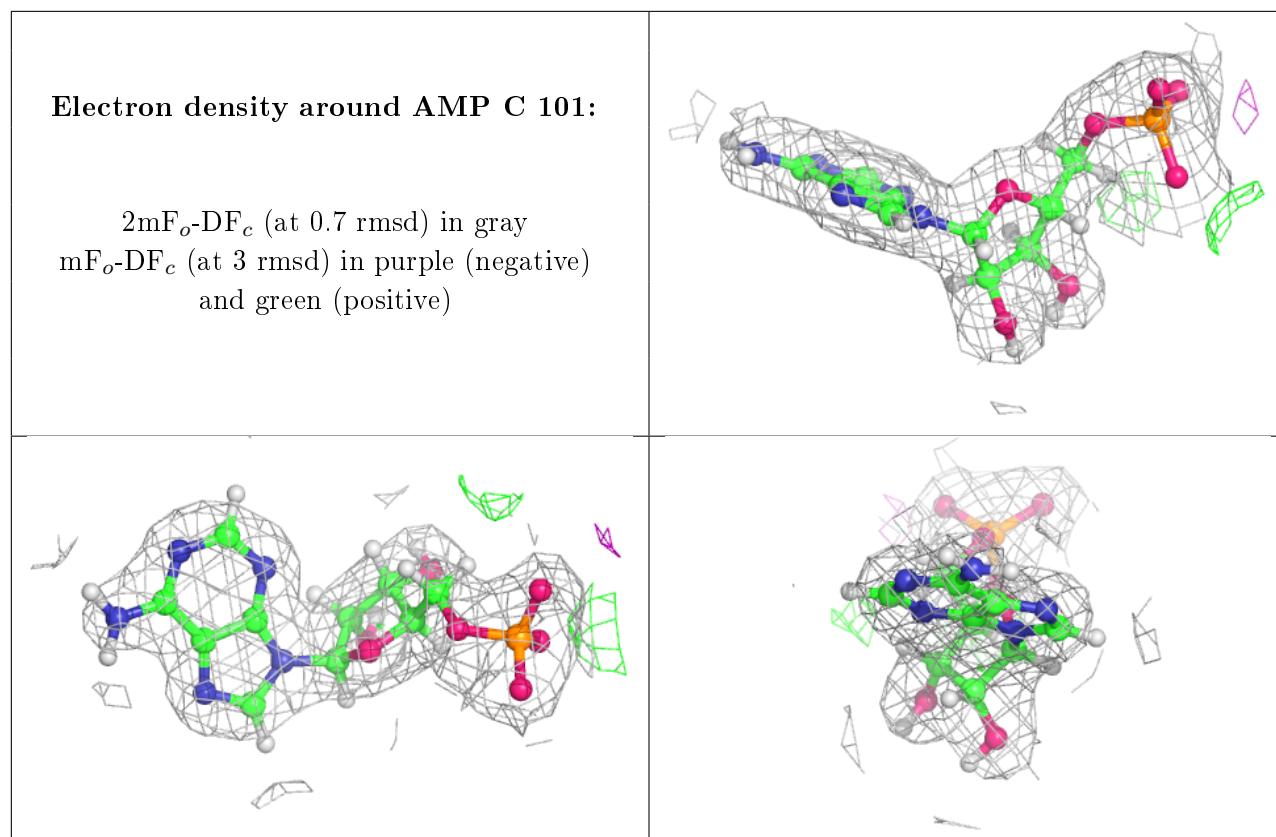 Electron density around AMP C 101:
2mFo-DFc (at 0.7 rmsd) in gray
mFo-DFc (at 3 rmsd) in purple (negative)
and green (positive)